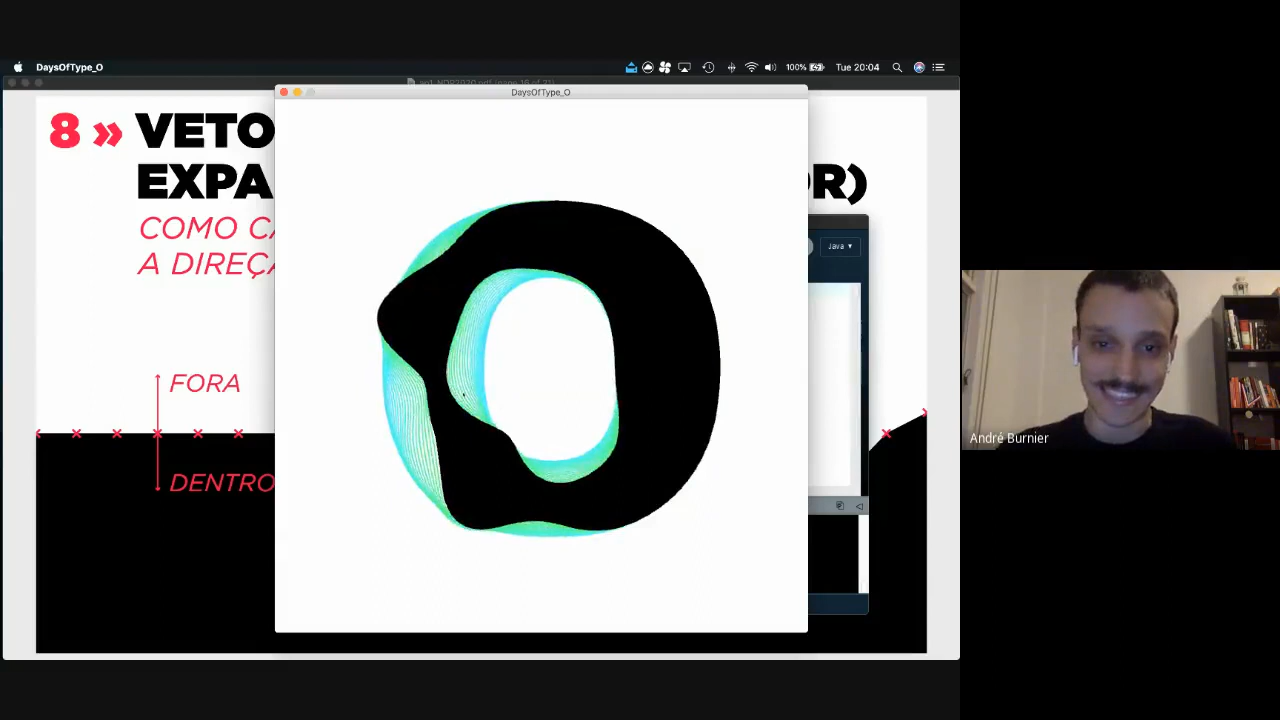 DaysOfType_O
100%
Tue 20:04
DaysOfType_O
8 » VETO
EXPA
R)
COMO C
A DIREÇ
Java ▾
FORA
DENTRO
André Burnier